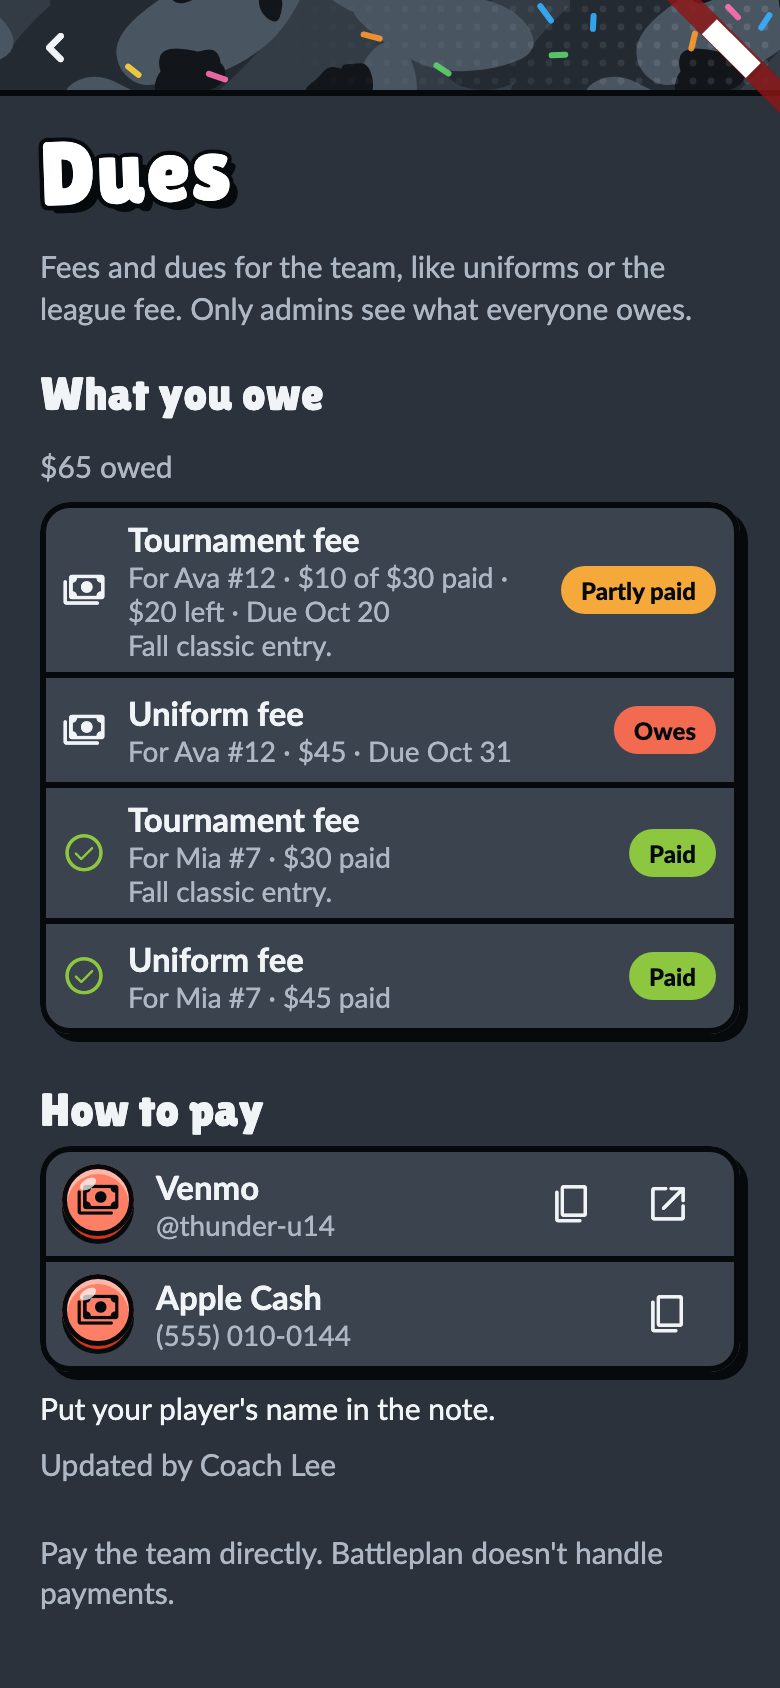 Dues
Fees and dues for the team, like uniforms or the
league fee. Only admins see what everyone owes.
What you owe
$65 owed
Tournament fee
For Ava #12 · $10 of $30 paid ·
$20 left · Due Oct 20
Fall classic entry.
Partly paid
Uniform fee
For Ava #12 · $45 · Due Oct 31
Owes
Tournament fee
For Mia #7 · $30 paid
Fall classic entry.
Paid
Uniform fee
For Mia #7 · $45 paid
Paid
How to pay
Venmo
@thunder-u14
Apple Cash
(555) 010-0144
Put your player's name in the note.
Updated by Coach Lee
Pay the team directly. Battleplan doesn't handle
payments.